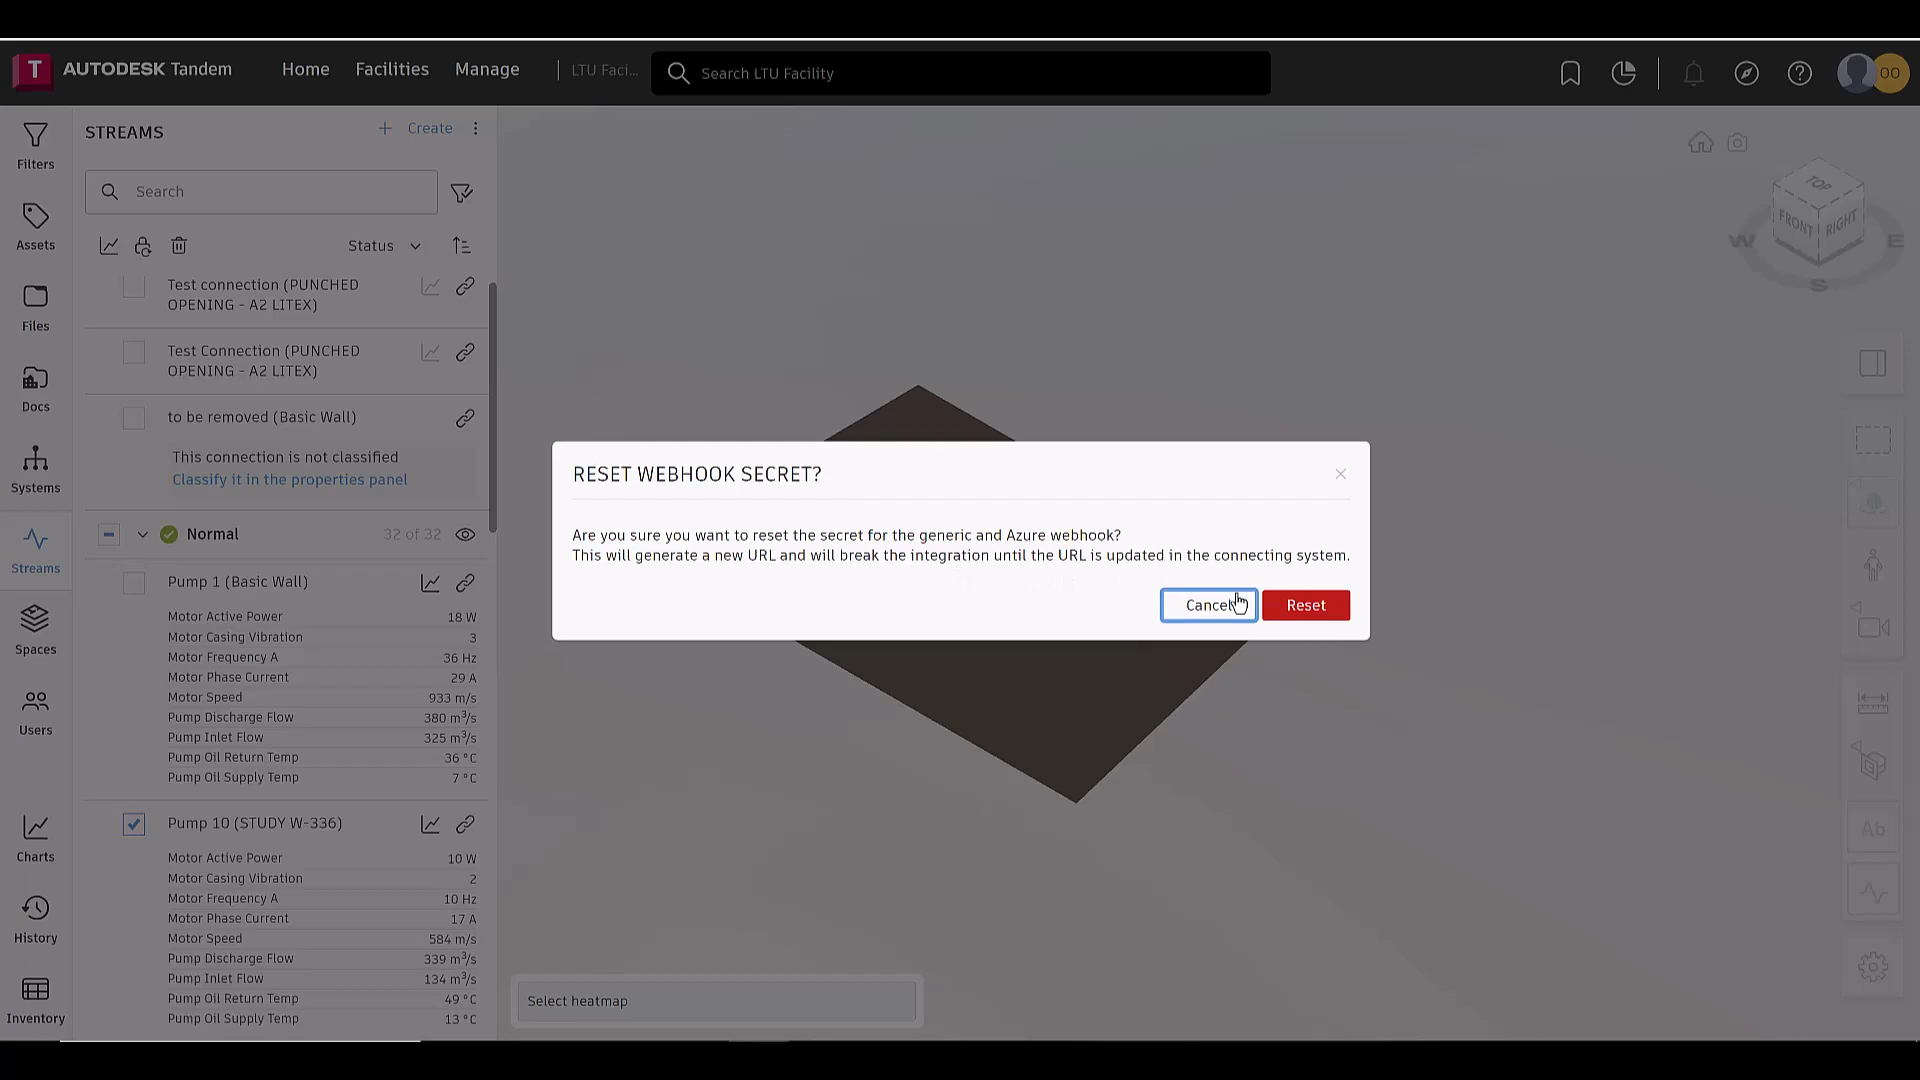 T AUTODESK Tandem
Home
Facilities
Manage
LTU Faci...
Search LTU Facility
OO
Filters
Assets
Files
Docs
Systems
Streams
Spaces
Users
Charts
History
Inventory
STREAMS
+ Create
Search
Status
Test connection (PUNCHED
OPENING - A2 LITEX)
Test Connection (PUNCHED
OPENING - A2 LITEX)
to be removed (Basic Wall)
This connection is not classified
Classify it in the properties panel
Normal 32 of 32
Pump 1 (Basic Wall)
Motor Active Power 18 W
Motor Casing Vibration 3
Motor Frequency A 36 Hz
Motor Phase Current 29 A
Motor Speed 933 m/s
Pump Discharge Flow 380 m³/s
Pump Inlet Flow 325 m³/s
Pump Oil Return Temp 36 °C
Pump Oil Supply Temp 7 °C
Pump 10 (STUDY W-336)
Motor Active Power 10 W
Motor Casing Vibration 2
Motor Frequency A 10 Hz
Motor Phase Current 17 A
Motor Speed 584 m/s
Pump Discharge Flow 339 m³/s
Pump Inlet Flow 134 m³/s
Pump Oil Return Temp 49 °C
Pump Oil Supply Temp 13 °C
RESET WEBHOOK SECRET?
Are you sure you want to reset the secret for the generic and Azure webhook?
This will generate a new URL and will break the integration until the URL is updated in the connecting system.
Cancel
Reset
Select heatmap
TOP
FRONT
RIGHT
W
E
S
Ab